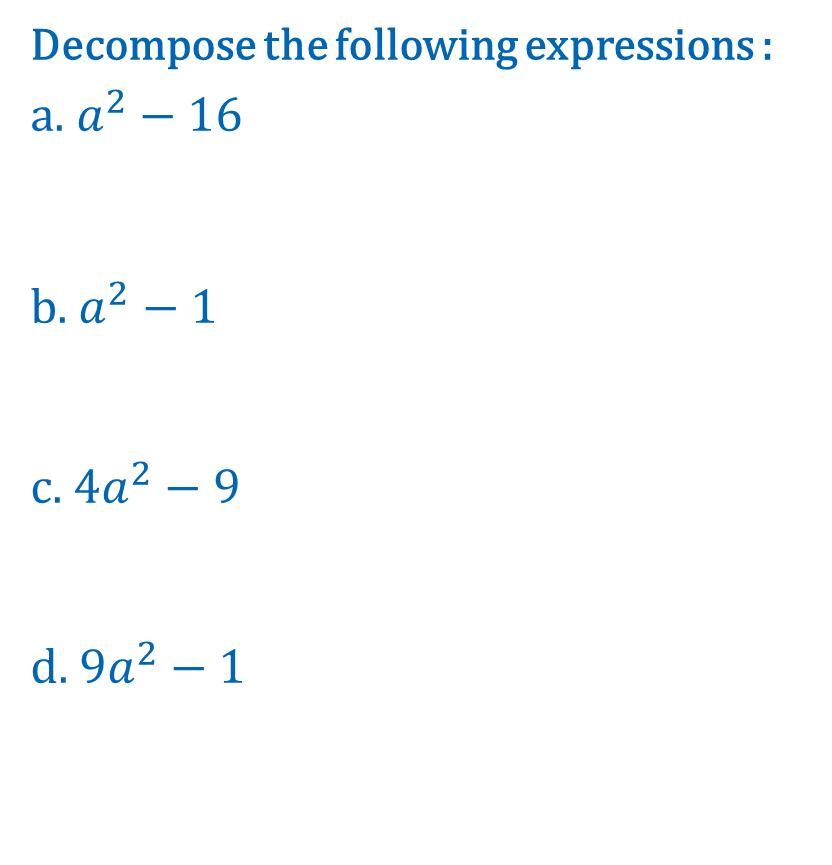 Decompose the following expressions :
a. a² − 16
b. a² − 1
c. 4a² − 9
d. 9a² − 1